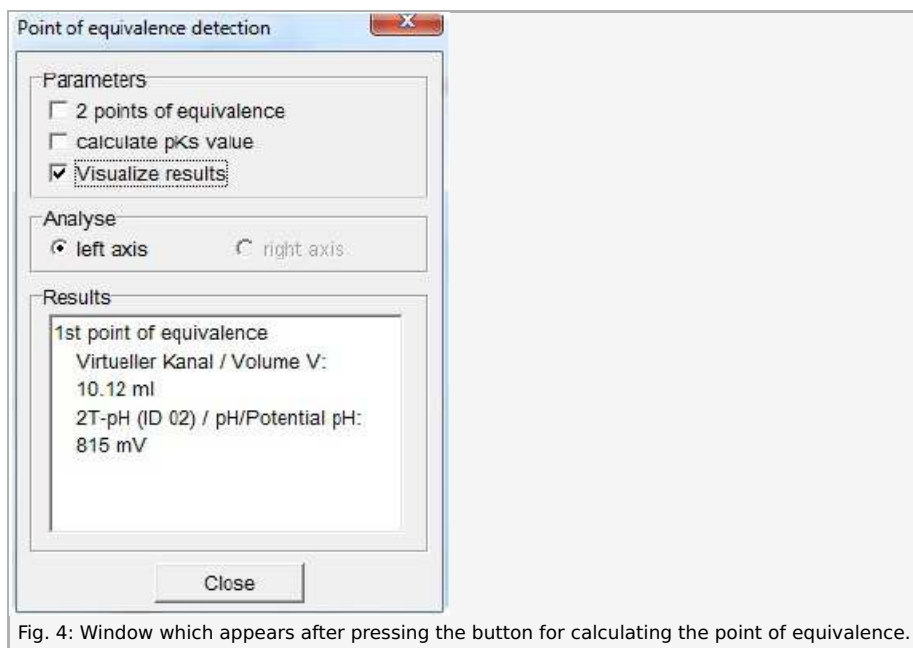 Point of equivalence detection
X
Parameters
2 points of equivalence
calculate pKs value
Visualize results
Analyse
left axis right axis
Results
1st point of equivalence
Virtueller Kanal / Volume V:
10.12 ml
2T-pH (ID 02) / pH/Potential pH:
815 mV
Close
Fig. 4: Window which appears after pressing the button for calculating the point of equivalence.